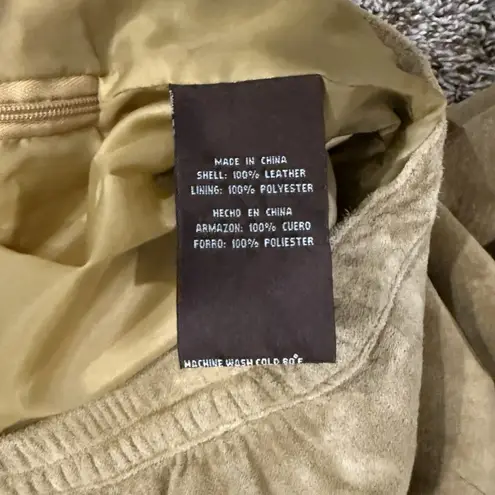 MADE IN CHINA
SHELL: 100% LEATHER
LINING: 100% POLYESTER
HECHO EN CHINA
ARMAZON: 100% CUERO
FORRO: 100% POLIESTER
MACHINE WASH COLD 80°F